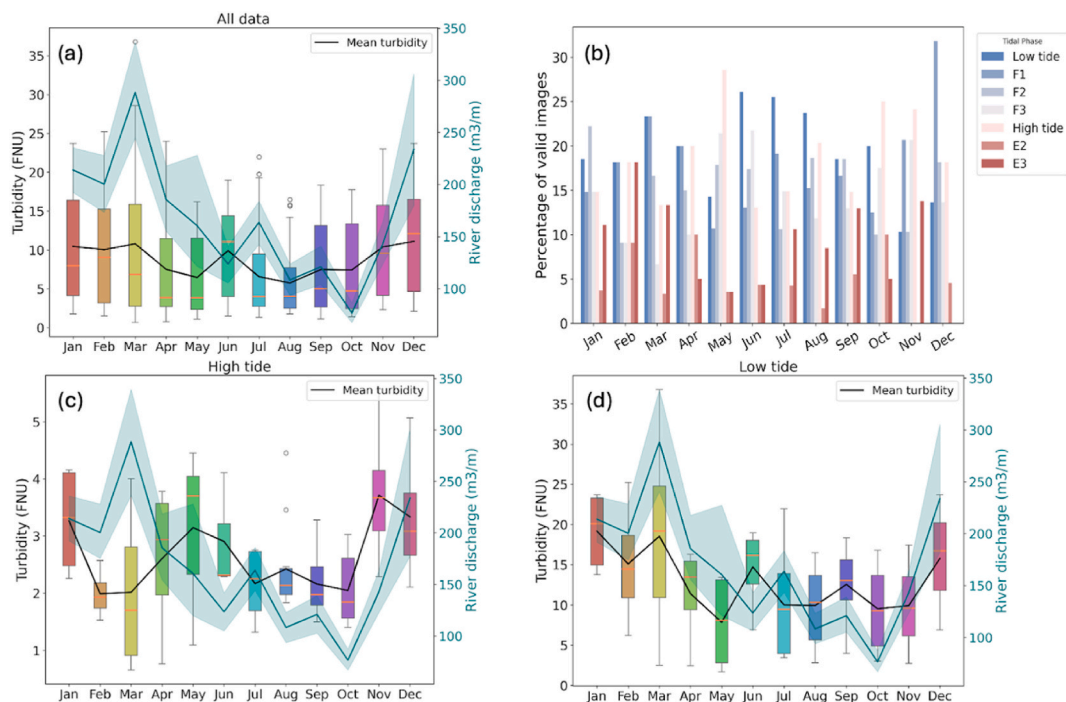 All data
(a)
Mean turbidity
Turbidity (FNU)
35
30
25
20
15
10
5
0
River discharge (m3/m)
350
300
250
200
150
100
Jan Feb Mar Apr May Jun Jul Aug Sep Oct Nov Dec
(b)
Percentage of valid images
30
25
20
15
10
5
0
Jan Feb Mar Apr May Jun Jul Aug Sep Oct Nov Dec
Tidal Phase
Low tide
F1
F2
F3
High tide
E2
E3
High tide
(c)
Mean turbidity
Turbidity (FNU)
5
4
3
2
1
River discharge (m3/m)
350
300
250
200
150
100
Jan Feb Mar Apr May Jun Jul Aug Sep Oct Nov Dec
Low tide
(d)
Mean turbidity
Turbidity (FNU)
35
30
25
20
15
10
5
0
River discharge (m3/m)
350
300
250
200
150
100
Jan Feb Mar Apr May Jun Jul Aug Sep Oct Nov Dec